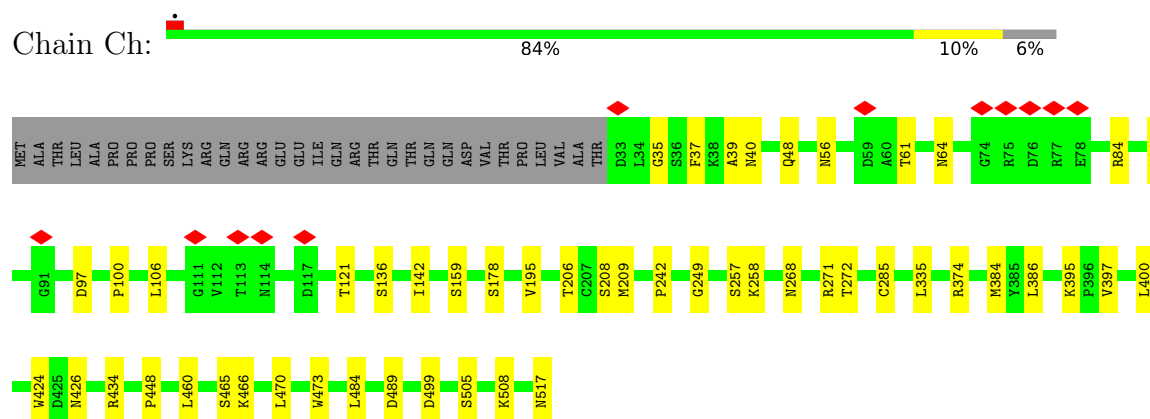 Chain Ch:
84% 10% 6%
MET ALA THR LEU ALA PRO PRO PRO SER LYS ARG GLN ARG ARG GLU GLU ILE GLN ARG THR GLN THR GLN GLN ASP VAL THR PRO LEU VAL ALA THR D33 L34 G35 S36 F37 K38 A39 N40 Q48 N56 D59 A60 T61 N64 G74 R75 D76 R77 E78 R84
G91 D97 P100 L106 G111 V112 T113 N114 D117 T121 S136 I142 S159 S178 V195 T206 C207 S208 M209 P242 G249 S257 K258 N268 R271 T272 C285 L335 R374 M384 Y385 L386 K395 P396 V397 L400
W424 D425 N426 R434 P448 L460 S465 K466 L470 W473 L484 D489 D499 S505 K508 N517